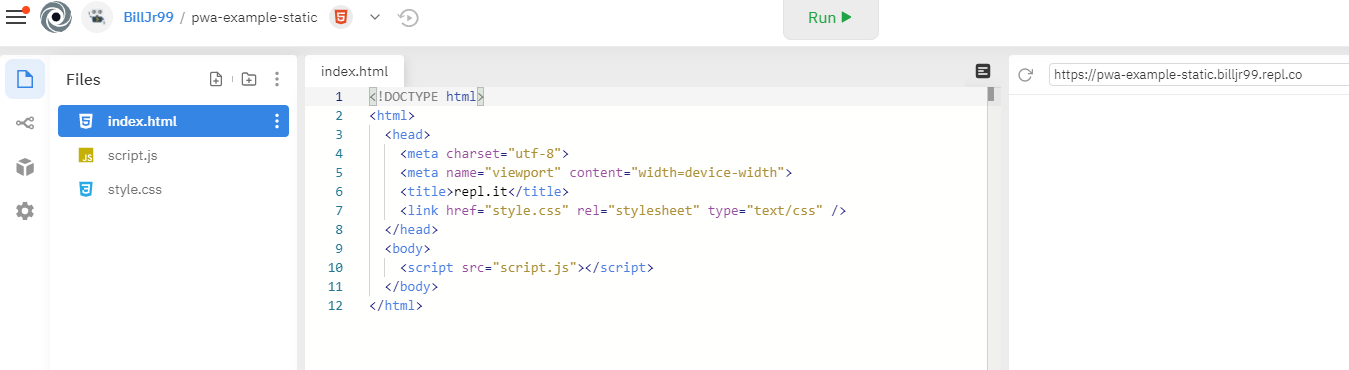 BillJr99 / pwa-example-static
Run
Files
index.html
script.js
style.css
index.html
1 <!DOCTYPE html>
2 <html>
3 <head>
4 <meta charset="utf-8">
5 <meta name="viewport" content="width=device-width">
6 <title>repl.it</title>
7 <link href="style.css" rel="stylesheet" type="text/css" />
8 </head>
9 <body>
10 <script src="script.js"></script>
11 </body>
12 </html>
https://pwa-example-static.billjr99.repl.co